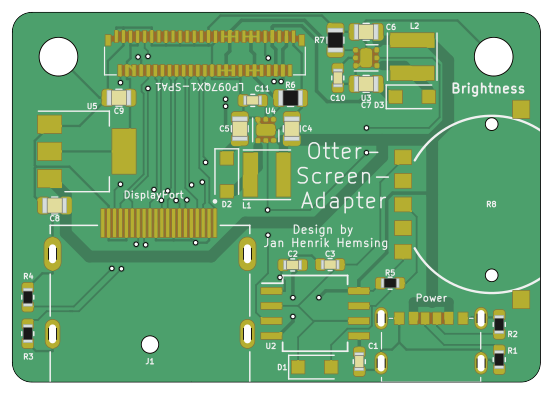 C6
L2
R7
U3
C7
D3
C10
Brightness
LP097QX1-SPA1
C11
R6
U4
C9
U5
C5
C4
Otter-
Screen-
Adapter
DisplayPort
D2
L1
R8
C8
Design by
Jan Henrik Hemsing
C2
C3
R4
R5
Power
R3
U2
C1
R2
R1
J1
D1